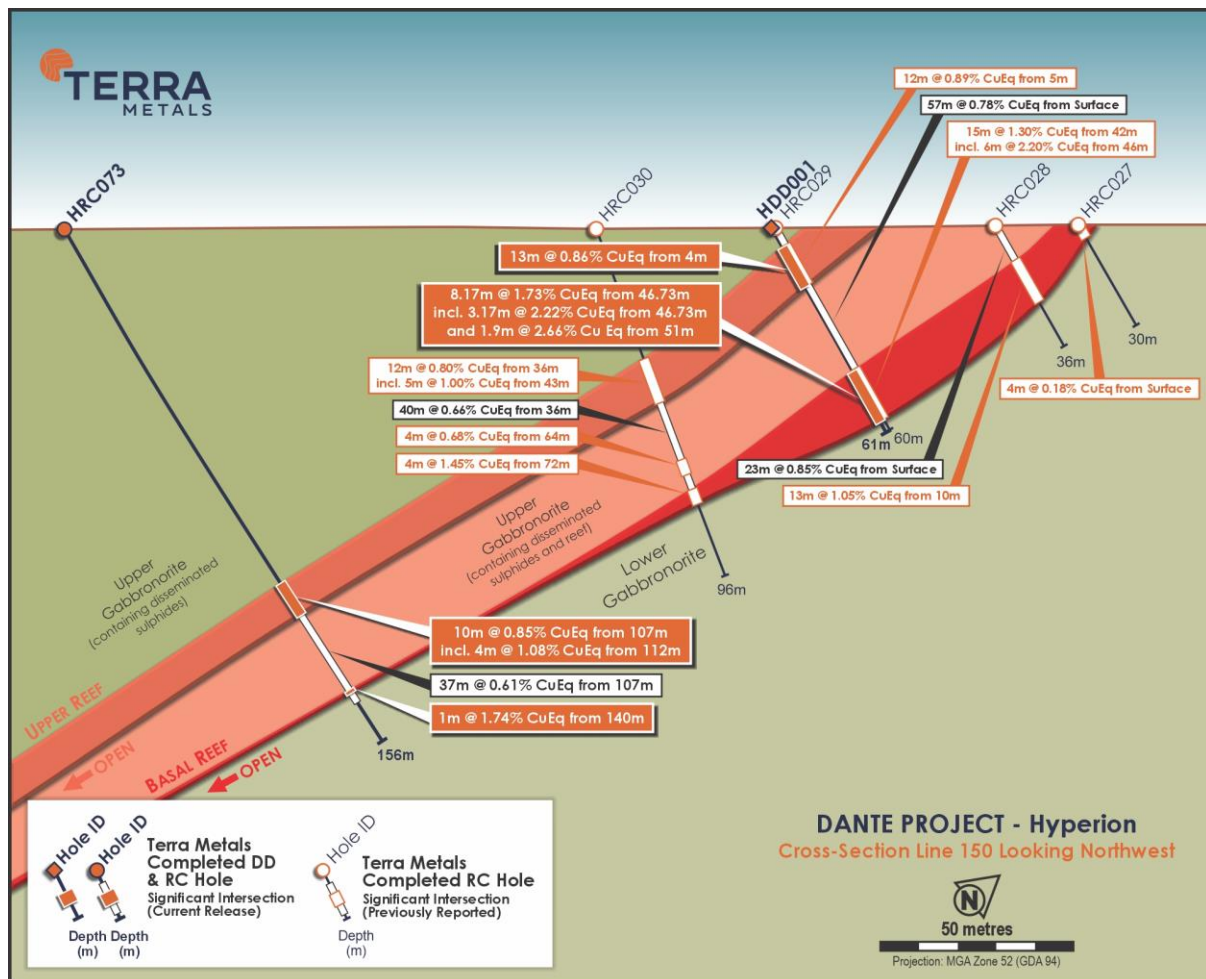 TERRA
METALS
12m @ 0.89% CuEq from 5m
57m @ 0.78% CuEq from Surface
15m @ 1.30% CuEq from 42m
incl. 6m @ 2.20% CuEq from 46m
HRC073
HRC030
HDD001
HRC029
HRC028
HRC027
13m @ 0.86% CuEq from 4m
8.17m @ 1.73% CuEq from 46.73m
incl. 3.17m @ 2.22% CuEq from 46.73m
and 1.9m @ 2.66% Cu Eq from 51m
30m
36m
12m @ 0.80% CuEq from 36m
incl. 5m @ 1.00% CuEq from 43m
4m @ 0.18% CuEq from Surface
40m @ 0.66% CuEq from 36m
4m @ 0.68% CuEq from 64m
61m
60m
4m @ 1.45% CuEq from 72m
23m @ 0.85% CuEq from Surface
13m @ 1.05% CuEq from 10m
Upper
Gabbronorite
(containing disseminated
sulphides)
Upper
Gabbronorite
(containing disseminated
sulphides and reef)
Lower
Gabbronorite
96m
10m @ 0.85% CuEq from 107m
incl. 4m @ 1.08% CuEq from 112m
37m @ 0.61% CuEq from 107m
1m @ 1.74% CuEq from 140m
156m
UPPER REEF
OPEN
BASAL REEF
OPEN
Hole ID
Hole ID
Terra Metals
Completed DD
& RC Hole
Significant Intersection
(Current Release)
Depth
(m)
Depth
(m)
Hole ID
Terra Metals
Completed RC Hole
Significant Intersection
(Previously Reported)
Depth
(m)
DANTE PROJECT - Hyperion
Cross-Section Line 150 Looking Northwest
N
50 metres
Projection: MGA Zone 52 (GDA 94)